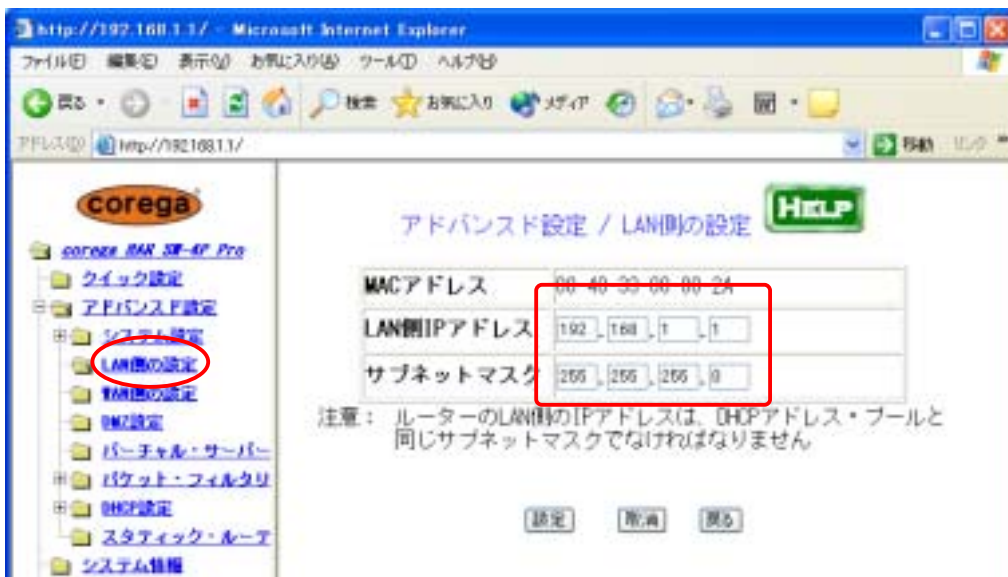 http://192.168.1.1/ - Microsoft Internet Explorer
ファイル(F) 編集(E) 表示(V) お気に入り(A) ツール(T) ヘルプ(H)
戻る 検索 お気に入り メディア
アドレス(D) http://192.168.1.1/ 移動 リンク
corega
corega BAR SW-4P Pro
クイック設定
アドバンスド設定
システム設定
LAN側の設定
WAN側の設定
DMZ設定
バーチャル・サーバー
パケット・フィルタリ
DHCP設定
スタティック・ルーテ
システム情報
アドバンスド設定 / LAN側の設定 HELP
MACアドレス
LAN側IPアドレス 192 . 168 . 1 . 1
サブネットマスク 255 . 255 . 255 . 0
注意： ルーターのLAN側のIPアドレスは、DHCPアドレス・プールと
同じサブネットマスクでなければなりません
設定 取消 戻る